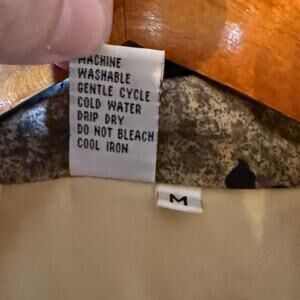 MACHINE
WASHABLE
GENTLE CYCLE
COLD WATER
DRIP DRY
DO NOT BLEACH
COOL IRON
M